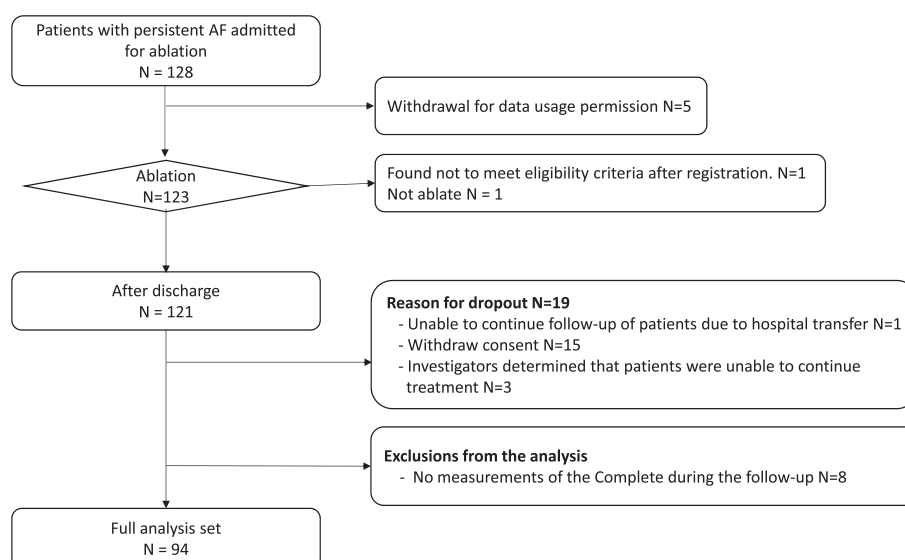 Patients with persistent AF admitted
for ablation
N = 128
Withdrawal for data usage permission N=5
Ablation
N=123
Found not to meet eligibility criteria after registration. N=1
Not ablate N = 1
After discharge
N = 121
Reason for dropout N=19
- Unable to continue follow-up of patients due to hospital transfer N=1
- Withdraw consent N=15
- Investigators determined that patients were unable to continue
treatment N=3
Exclusions from the analysis
- No measurements of the Complete during the follow-up N=8
Full analysis set
N = 94